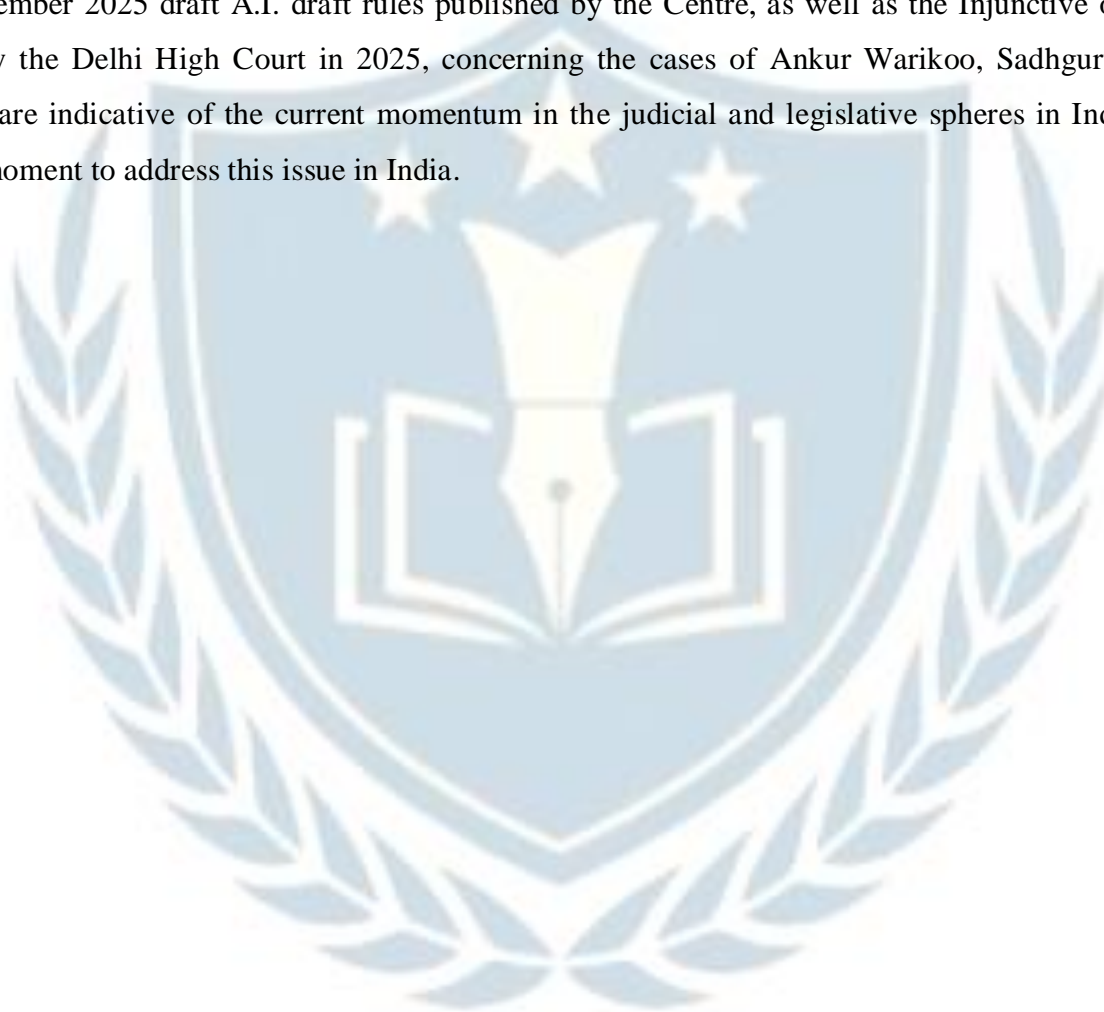 ember 2025 draft A.I. draft rules published by the Centre, as well as the Injunctive
the Delhi High Court in 2025, concerning the cases of Ankur Warikoo, Sadhgur
are indicative of the current momentum in the judicial and legislative spheres in In
oment to address this issue in India.